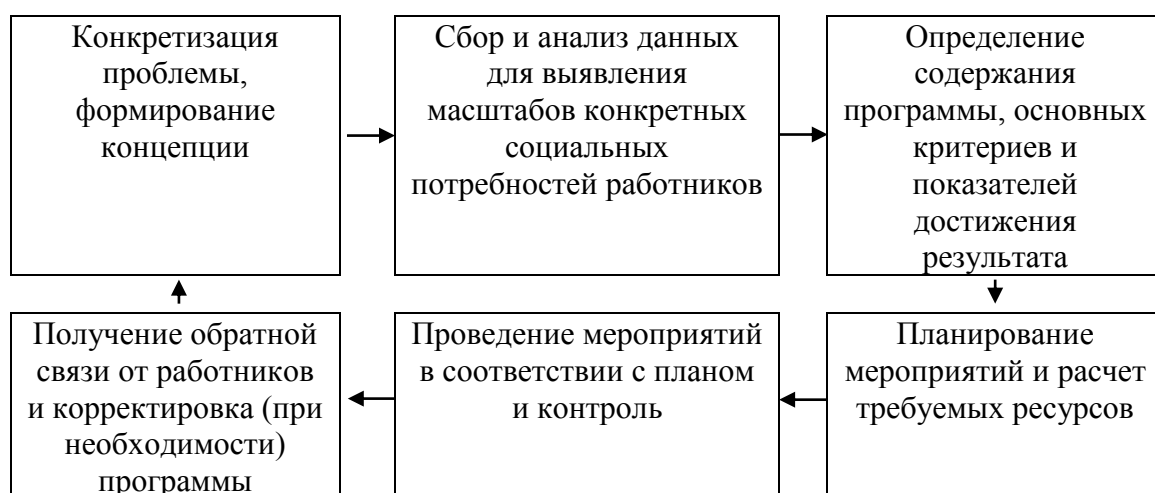 Конкретизация
проблемы,
формирование
концепции
Сбор и анализ данных
для выявления
масштабов конкретных
социальных
потребностей работников
Определение
содержания
программы, основных
критериев и
показателей
достижения
результата
Получение обратной
связи от работников
и корректировка (при
необходимости)
программы
Проведение мероприятий
в соответствии с планом
и контроль
Планирование
мероприятий и расчет
требуемых ресурсов